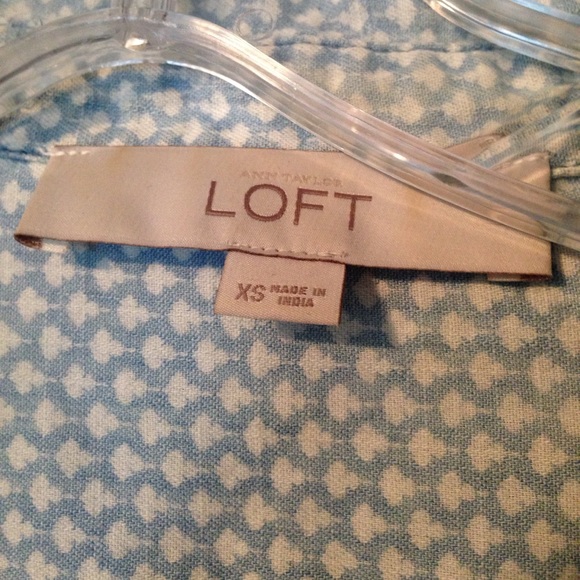 ANN TAYLOR
LOFT
XS MADE IN
INDIA